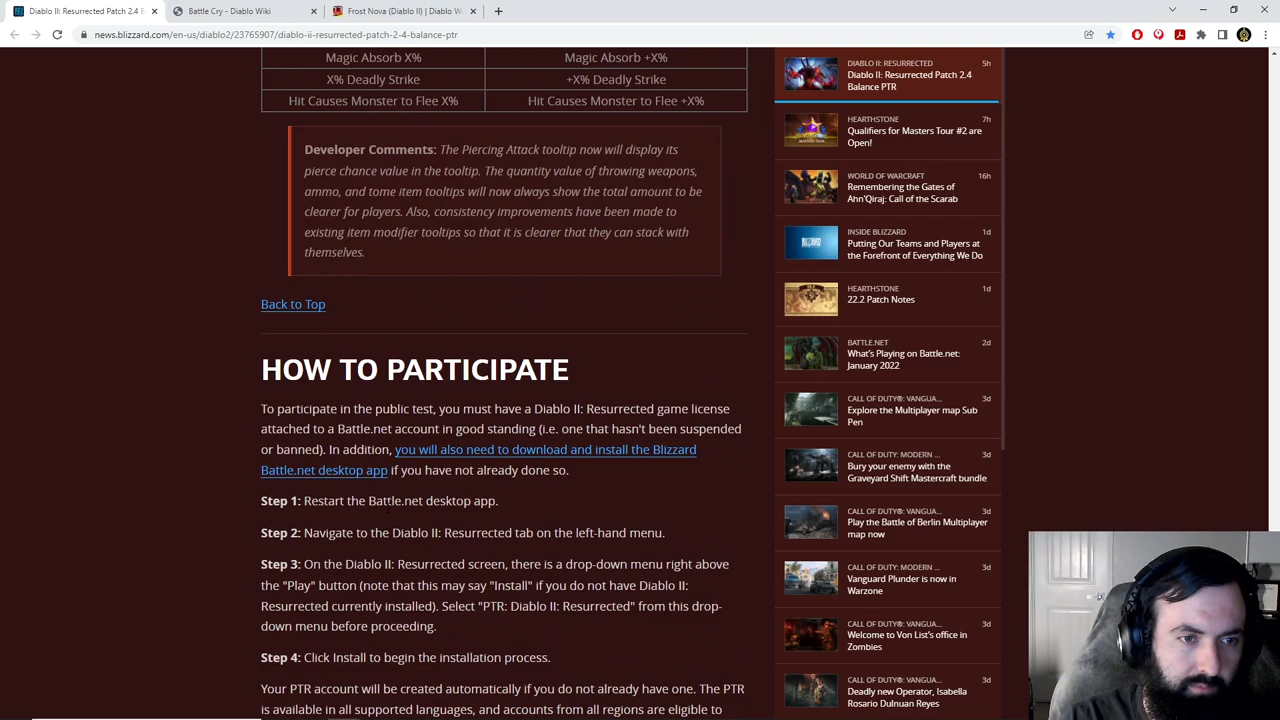 Diablo II: Resurrected Patch 2.4 B
Battle Cry - Diablo Wiki
Frost Nova (Diablo II) | Diablo W
news.blizzard.com/en-us/diablo2/23765907/diablo-ii-resurrected-patch-2-4-balance-ptr
Magic Absorb X% Magic Absorb +X%
X% Deadly Strike +X% Deadly Strike
Hit Causes Monster to Flee X% Hit Causes Monster to Flee +X%
Developer Comments: The Piercing Attack tooltip now will display its
pierce chance value in the tooltip. The quantity value of throwing weapons,
ammo, and tome item tooltips will now always show the total amount to be
clearer for players. Also, consistency improvements have been made to
existing item modifier tooltips so that it is clearer that they can stack with
themselves.
Back to Top
HOW TO PARTICIPATE
To participate in the public test, you must have a Diablo II: Resurrected game license
attached to a Battle.net account in good standing (i.e. one that hasn't been suspended
or banned). In addition, you will also need to download and install the Blizzard
Battle.net desktop app if you have not already done so.
Step 1: Restart the Battle.net desktop app.
Step 2: Navigate to the Diablo II: Resurrected tab on the left-hand menu.
Step 3: On the Diablo II: Resurrected screen, there is a drop-down menu right above
the "Play" button (note that this may say "Install" if you do not have Diablo II:
Resurrected currently installed). Select "PTR: Diablo II: Resurrected" from this drop-
down menu before proceeding.
Step 4: Click Install to begin the installation process.
Your PTR account will be created automatically if you do not already have one. The PTR
is available in all supported languages, and accounts from all regions are eligible to
DIABLO II: RESURRECTED 5h
Diablo II: Resurrected Patch 2.4
Balance PTR
HEARTHSTONE 7h
Qualifiers for Masters Tour #2 are
Open!
WORLD OF WARCRAFT 16h
Remembering the Gates of
Ahn'Qiraj: Call of the Scarab
INSIDE BLIZZARD 1d
Putting Our Teams and Players at
the Forefront of Everything We Do
HEARTHSTONE 1d
22.2 Patch Notes
BATTLE.NET 2d
What's Playing on Battle.net:
January 2022
CALL OF DUTY®: VANGUA... 3d
Explore the Multiplayer map Sub
Pen
CALL OF DUTY: MODERN ... 3d
Bury your enemy with the
Graveyard Shift Mastercraft bundle
CALL OF DUTY®: VANGUA... 3d
Play the Battle of Berlin Multiplayer
map now
CALL OF DUTY: MODERN ... 3d
Vanguard Plunder is now in
Warzone
CALL OF DUTY®: VANGUA... 3d
Welcome to Von List's office in
Zombies
CALL OF DUTY®: VANGUA... 3d
Deadly new Operator, Isabella
Rosario Dulnuan Reyes